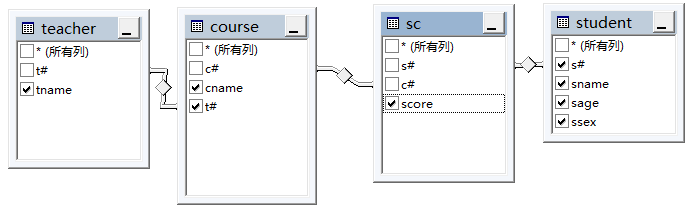 teacher
* (所有列)
t#
tname
course
* (所有列)
c#
cname
t#
sc
* (所有列)
s#
c#
score
student
* (所有列)
s#
sname
sage
ssex